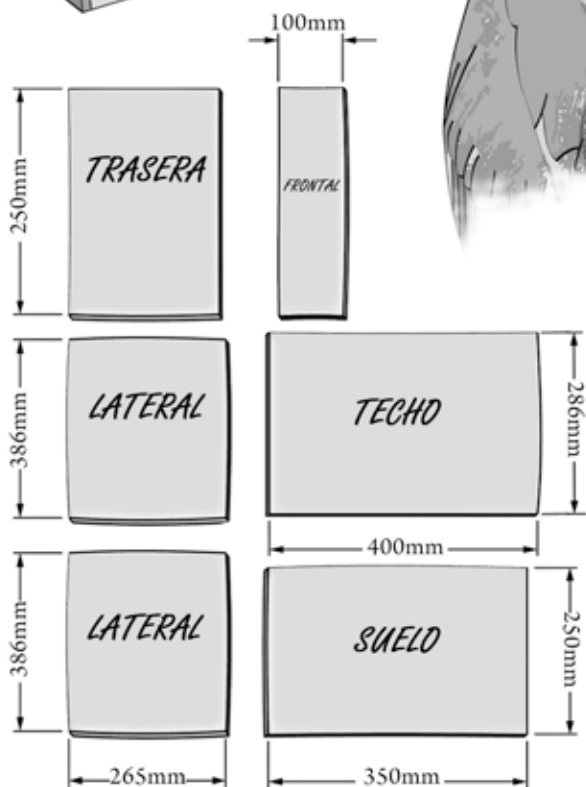 100mm
TRASERA
FRONTAL
250mm
LATERAL
386mm
TECHO
286mm
400mm
LATERAL
386mm
SUELO
250mm
265mm
350mm